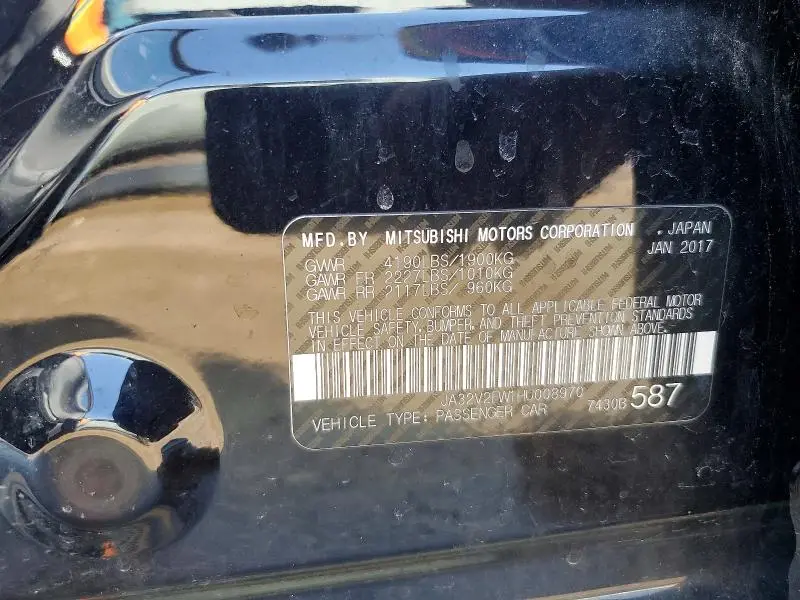 MFD.BY MITSUBISHI MOTORS CORPORATION . JAPAN
JAN 2017
GVWR 4190LBS/1900KG
GAWR FR 2227LBS/1010KG
GAWR RR 2117LBS/ 960KG
THIS VEHICLE CONFORMS TO ALL APPLICABLE FEDERAL MOTOR
VEHICLE SAFETY, BUMPER, AND THEFT PREVENTION STANDARDS
IN EFFECT ON THE DATE OF MANUFACTURE SHOWN ABOVE.
JA32V2FW1HU008970
VEHICLE TYPE: PASSENGER CAR 7430B587